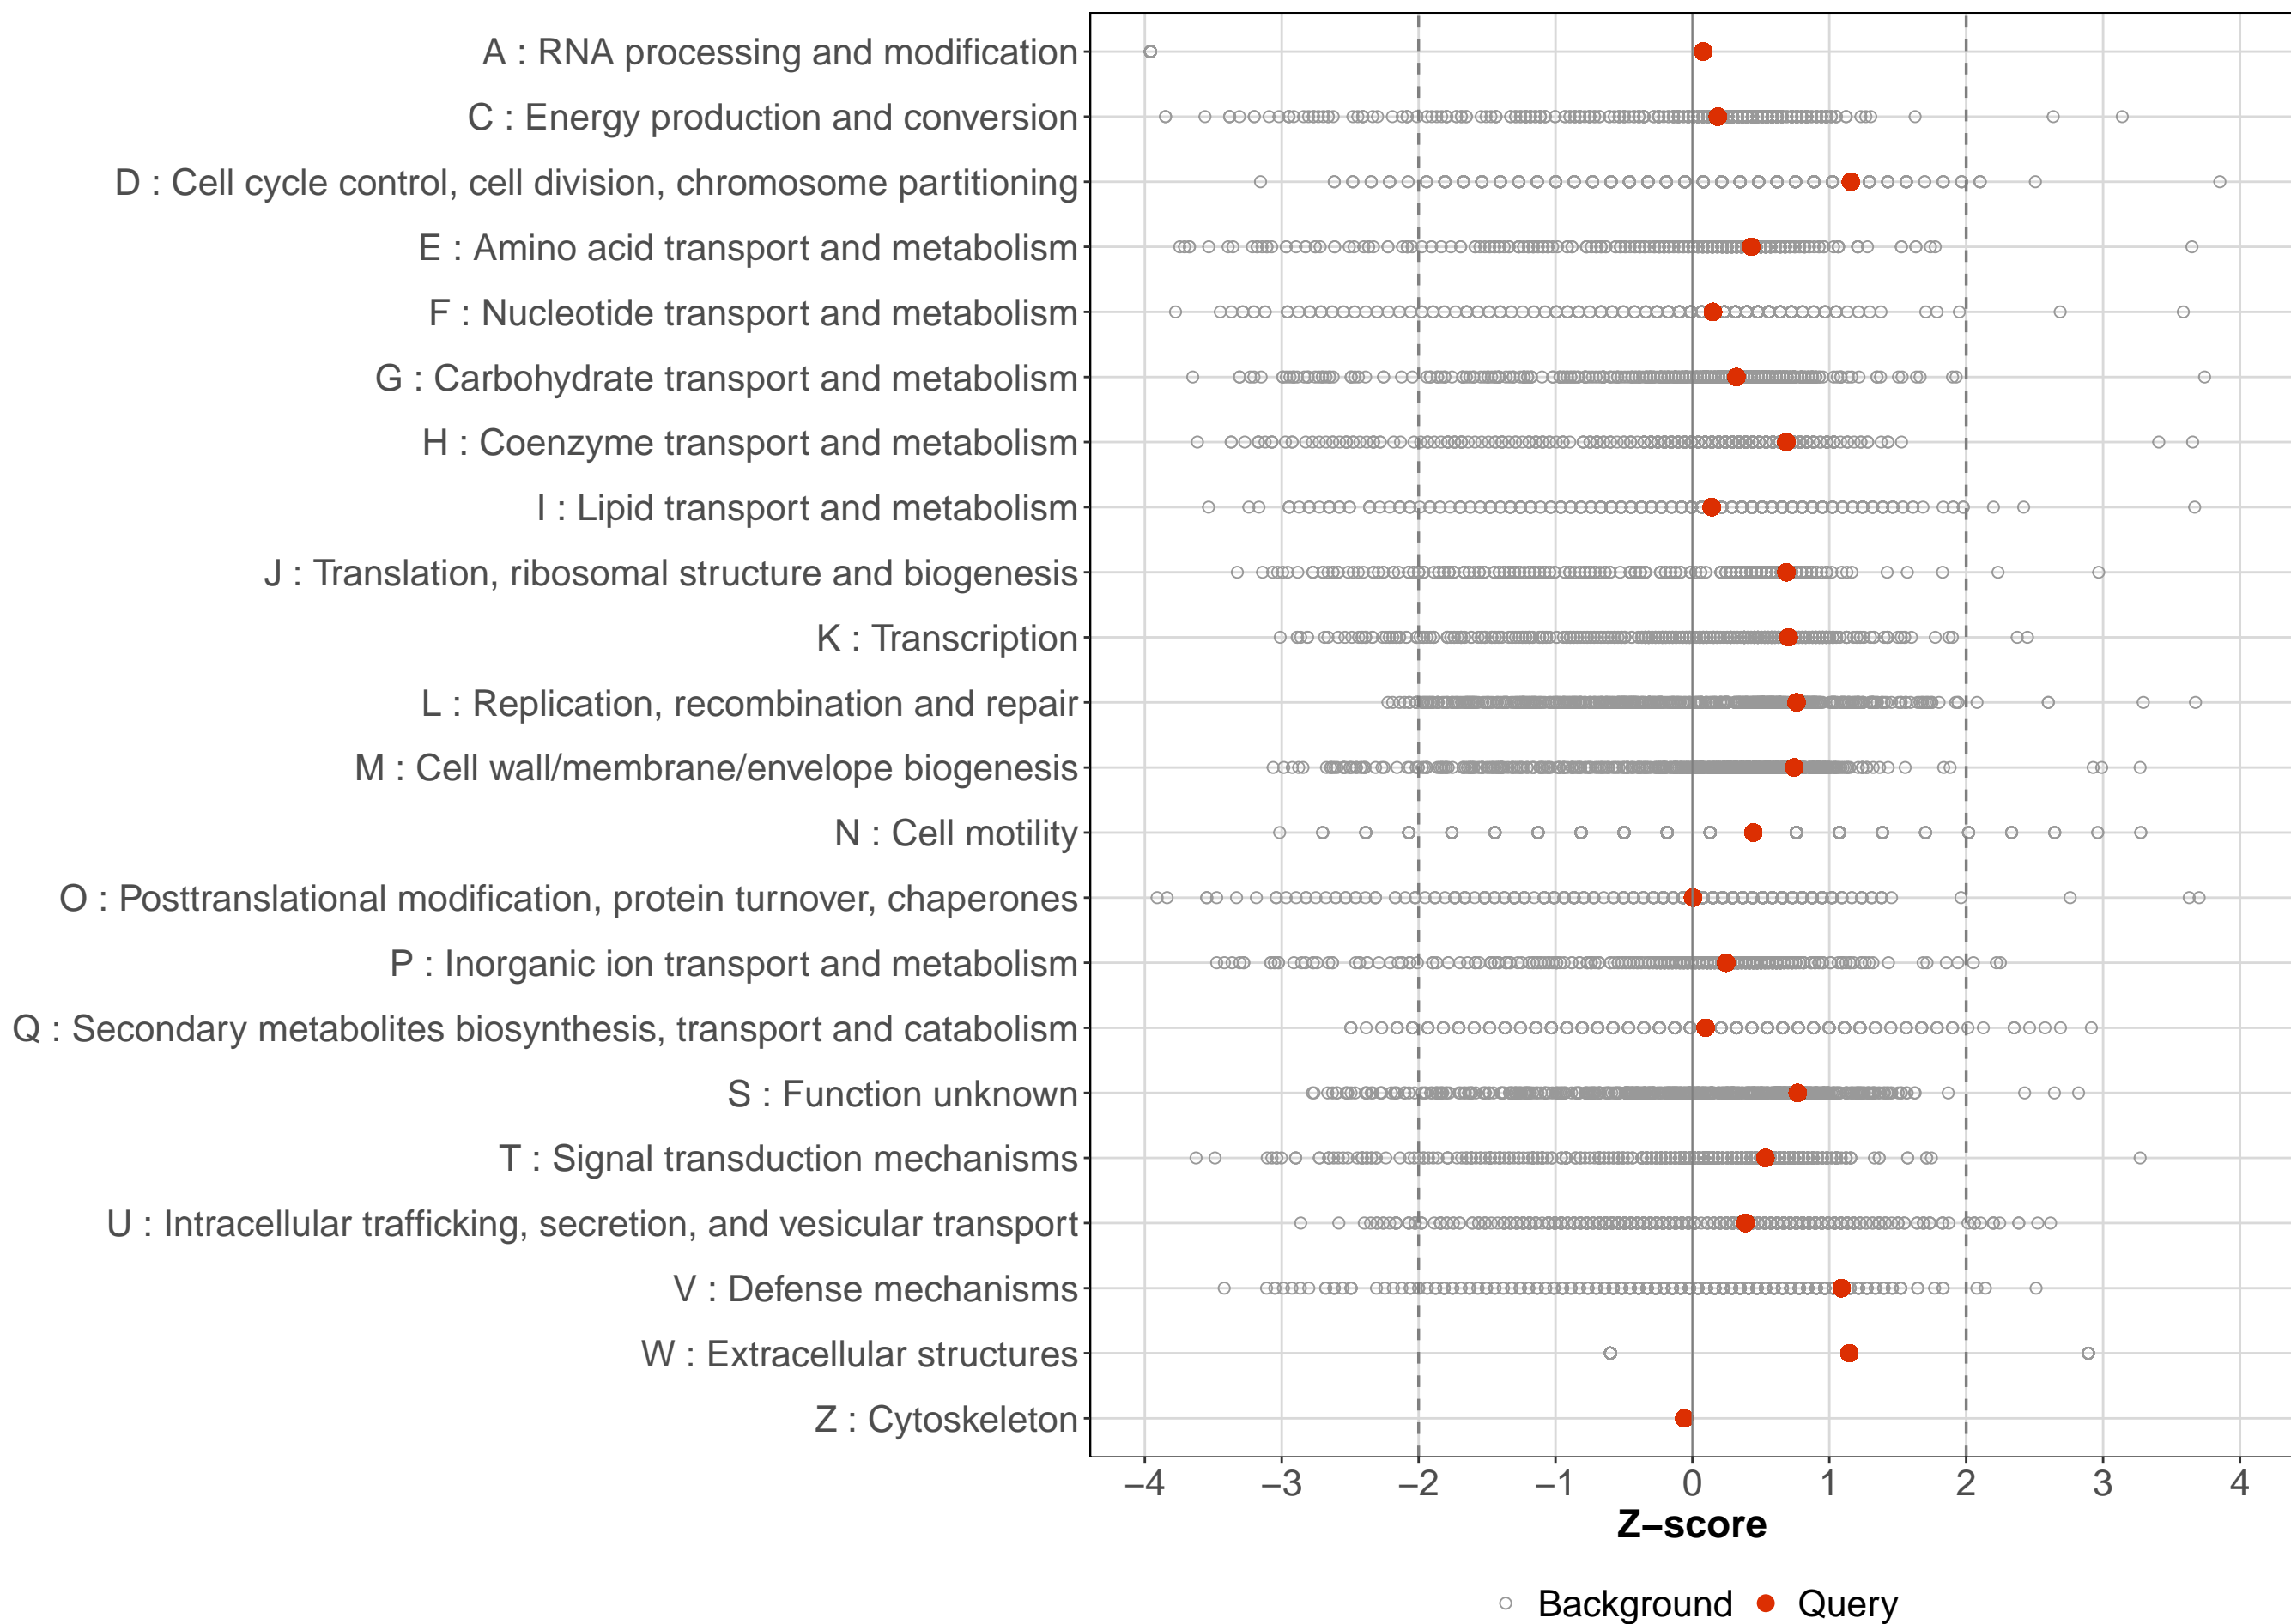 A : RNA processing and modification
C : Energy production and conversion
D : Cell cycle control, cell division, chromosome partitioning
E : Amino acid transport and metabolism
F : Nucleotide transport and metabolism
G : Carbohydrate transport and metabolism
H : Coenzyme transport and metabolism
I : Lipid transport and metabolism
J : Translation, ribosomal structure and biogenesis
K : Transcription
L : Replication, recombination and repair
M : Cell wall/membrane/envelope biogenesis
N : Cell motility
O : Posttranslational modification, protein turnover, chaperones
P : Inorganic ion transport and metabolism
Q : Secondary metabolites biosynthesis, transport and catabolism
S : Function unknown
T : Signal transduction mechanisms
U : Intracellular trafficking, secretion, and vesicular transport
V : Defense mechanisms
W : Extracellular structures
Z : Cytoskeleton
−4 −3 −2 −1 0 1 2 3 4
Z−score
Background Query